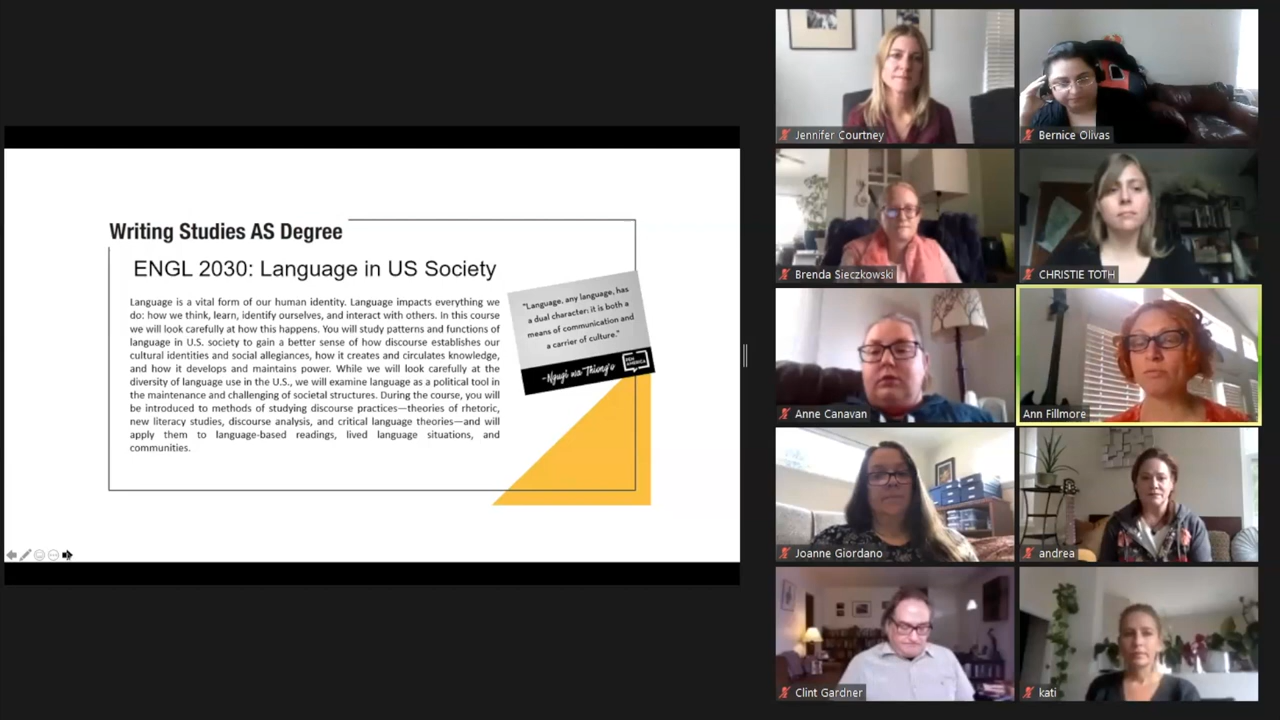 Writing Studies AS Degree
ENGL 2030: Language in US Society
Language is a vital form of our human identity. Language impacts everything we
do: how we think, learn, identify ourselves, and interact with others. In this course
we will look carefully at how this happens. You will study patterns and functions of
language in U.S. society to gain a better sense of how discourse establishes our
cultural identities and social allegiances, how it creates and circulates knowledge,
and how it develops and maintains power. While we will look carefully at the
diversity of language use in the U.S., we will examine language as a political tool in
the maintenance and challenging of societal structures. During the course, you will
be introduced to methods of studying discourse practices—theories of rhetoric,
new literacy studies, discourse analysis, and critical language theories—and will
apply them to language-based readings, lived language situations, and
communities.
"Language, any language, has
a dual character: it is both a
means of communication and
a carrier of culture."
-Ngugi wa Thiong'o
PEN
AMERICA
Jennifer Courtney
Bernice Olivas
Brenda Sieczkowski
CHRISTIE TOTH
Anne Canavan
Ann Fillmore
Joanne Giordano
andrea
Clint Gardner
kati